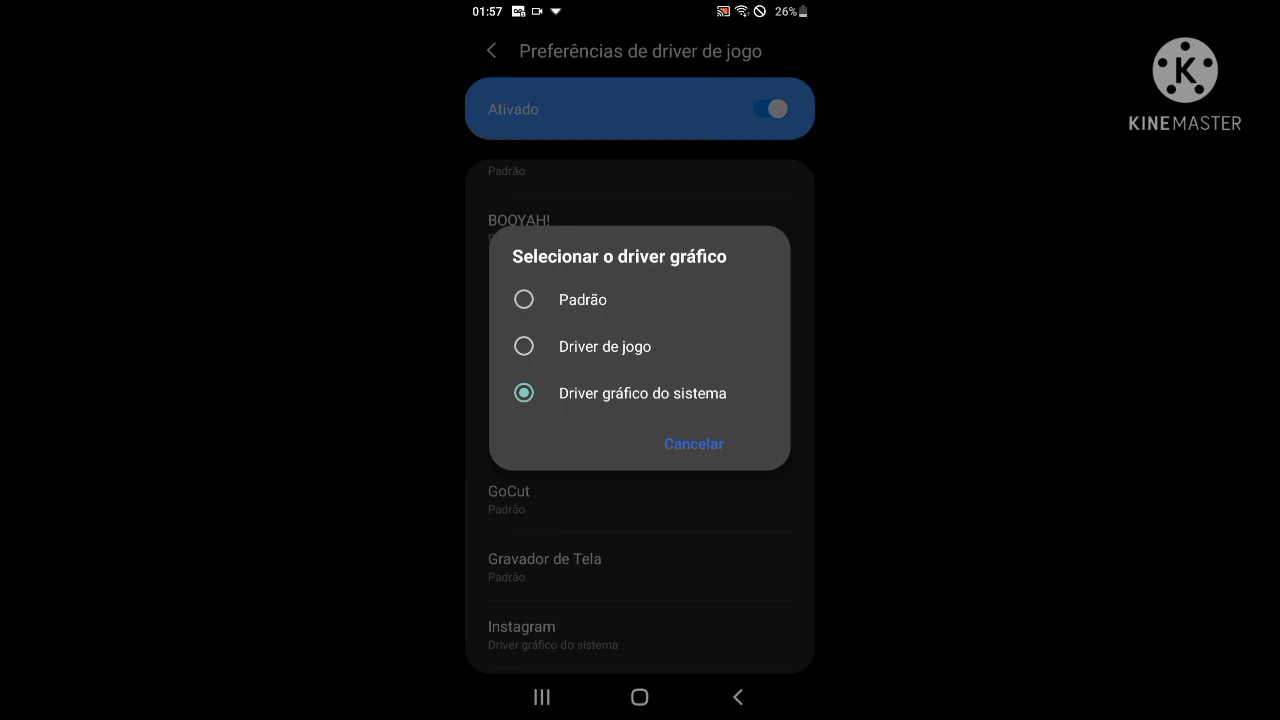 01:57
26%
Preferências de driver de jogo
KINEMASTER
Ativado
Padrão
BOOYAH!
Selecionar o driver gráfico
Padrão
Driver de jogo
Driver gráfico do sistema
Cancelar
GoCut
Padrão
Gravador de Tela
Padrão
Instagram
Driver gráfico do sistema